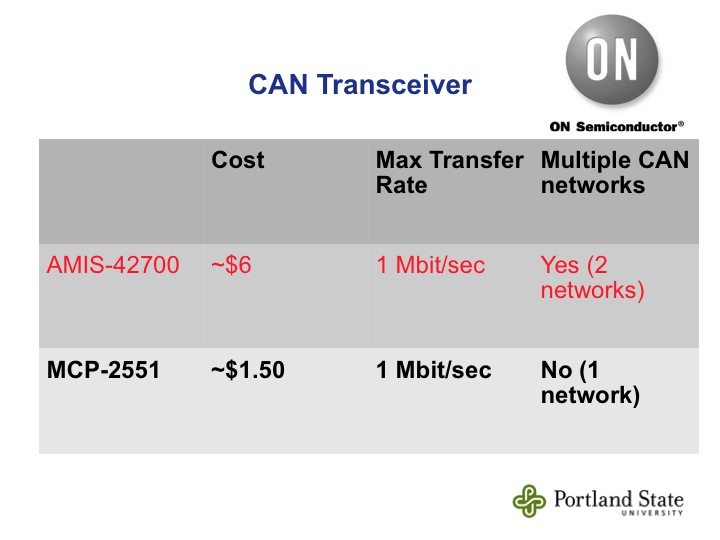 ON
CAN Transceiver
ON Semiconductor®
Cost
Max Transfer
Rate
Multiple CAN
networks
AMIS-42700
~$6
1 Mbit/sec
Yes (2
networks)
MCP-2551
~$1.50
1 Mbit/sec
No (1
network)
Portland State
UNIVERSITY